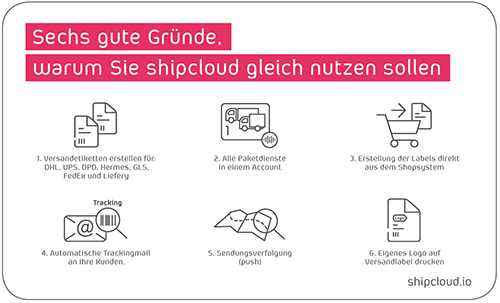 Sechs gute Gründe,
warum Sie shipcloud gleich nutzen sollen
1. Versandetiketten erstellen für:
DHL, UPS, DPD, Hermes, GLS,
FedEx und Liefery
2. Alle Paketdienste
in einem Account
3. Erstellung der Labels direkt
aus dem Shopsystem
Tracking
@
Logo
4. Automatische Trackingmail
an Ihre Kunden.
5. Sendungsverfolgung
(push)
6. Eigenes Logo auf
Versandlabel drucken
shipcloud.io